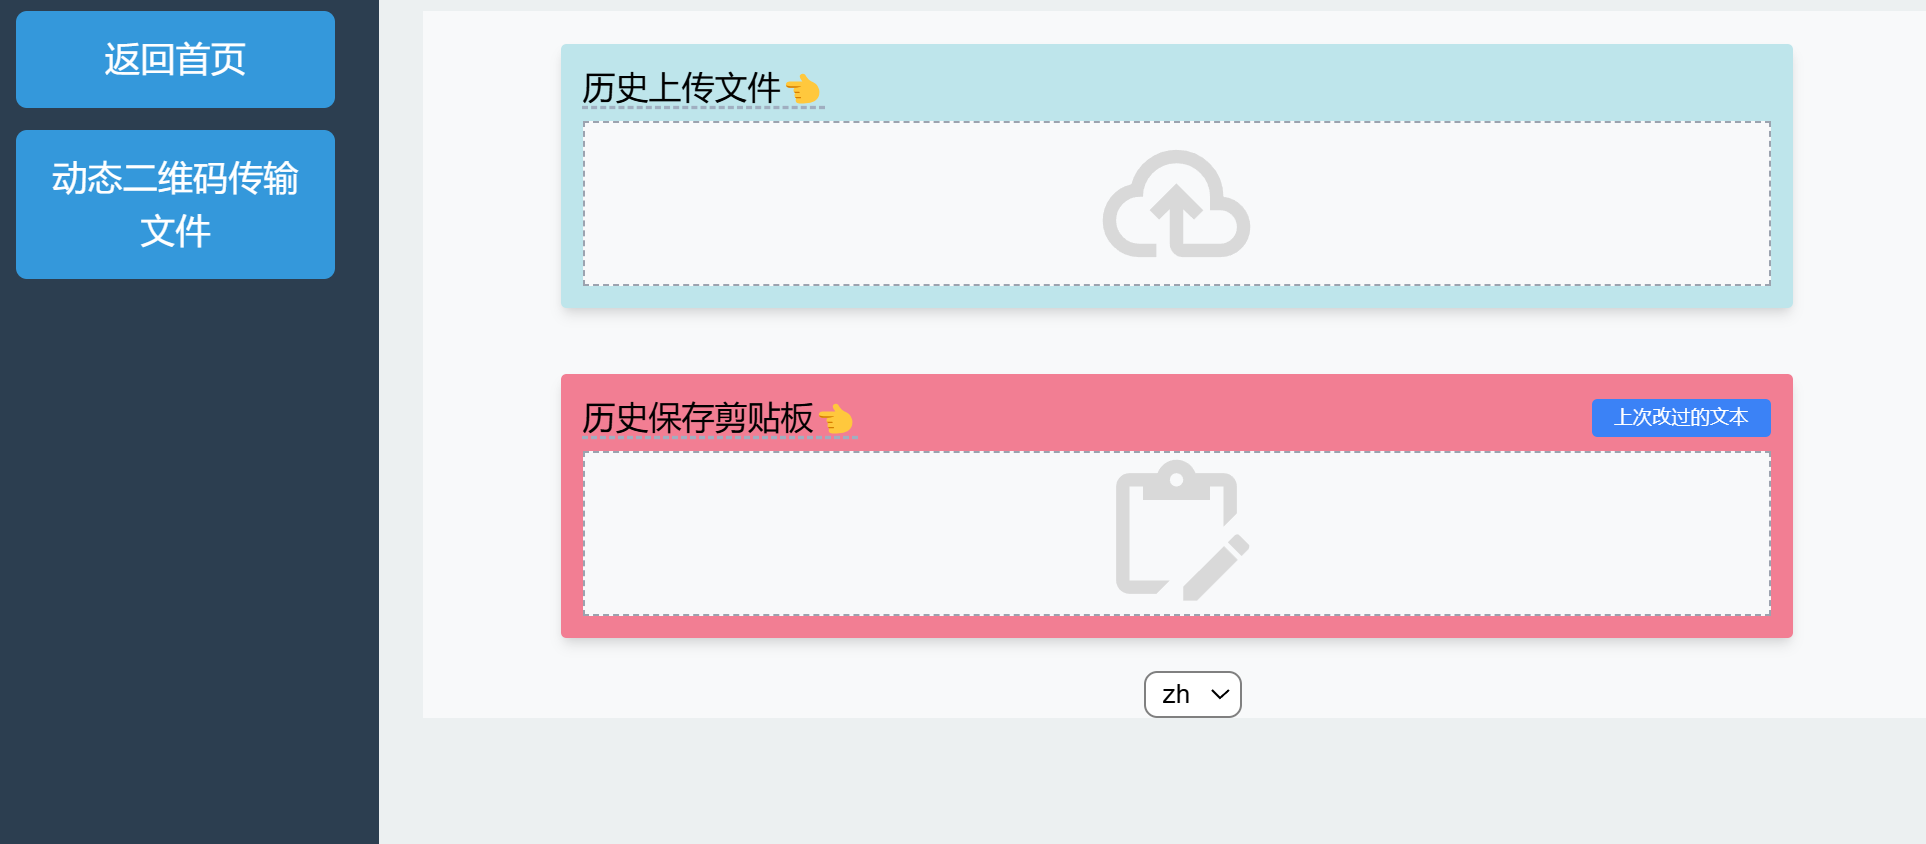 返回首页
动态二维码传输
文件
历史上传文件👈
历史保存剪贴板👈
上次改过的文本
zh